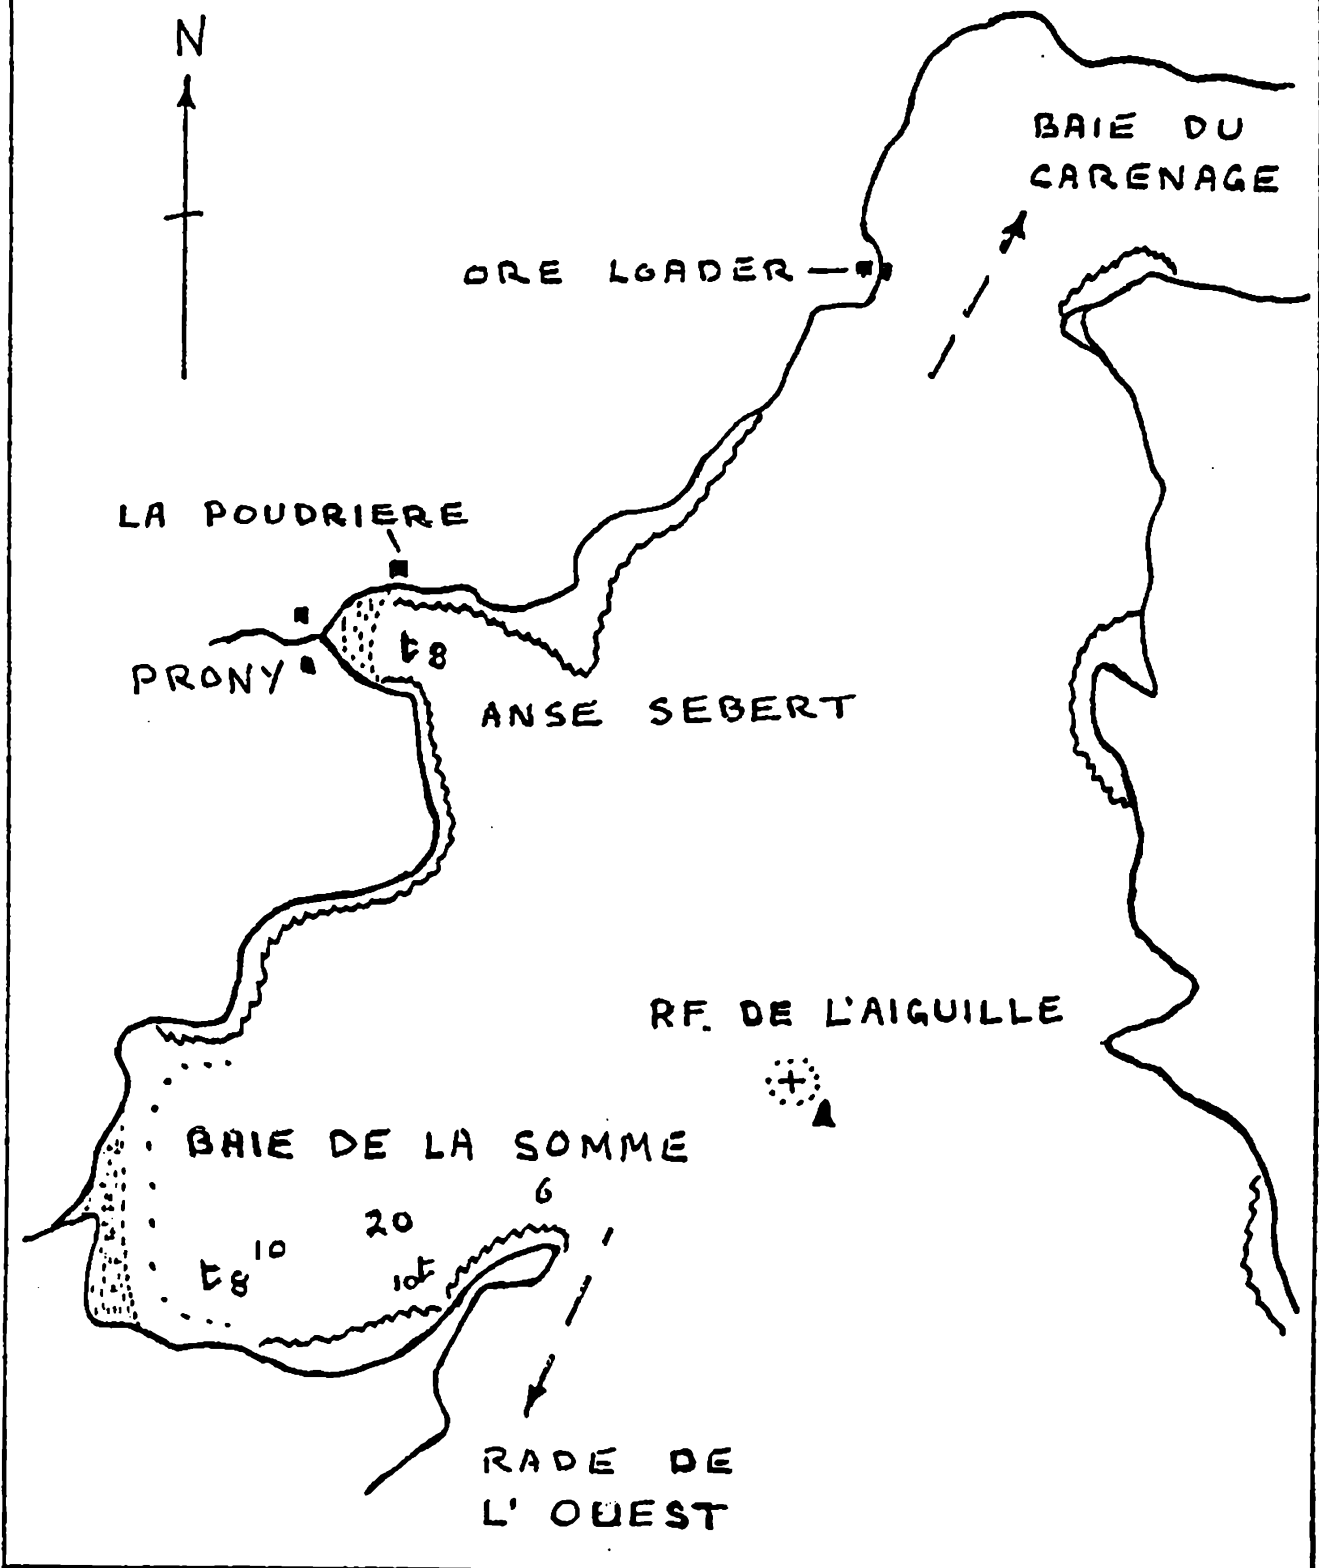 N
BAIE DU
CARENAGE
ORE LOADER
LA POUDRIERE
PRONY
t 8
ANSE SEBERT
RF. DE L'AIGUILLE
BAIE DE LA SOMME
6
20
t 8 10
10 t
RADE DE
L'OUEST